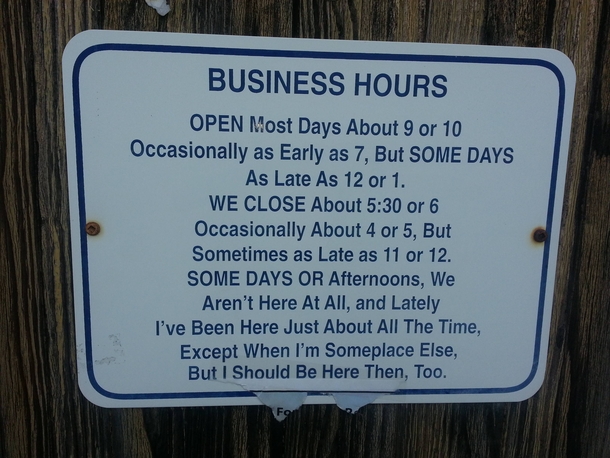 BUSINESS HOURS
OPEN Most Days About 9 or 10
Occasionally as Early as 7, But SOME DAYS
As Late As 12 or 1.
WE CLOSE About 5:30 or 6
Occasionally About 4 or 5, But
Sometimes as Late as 11 or 12.
SOME DAYS OR Afternoons, We
Aren't Here At All, and Lately
I've Been Here Just About All The Time,
Except When I'm Someplace Else,
But I Should Be Here Then, Too.